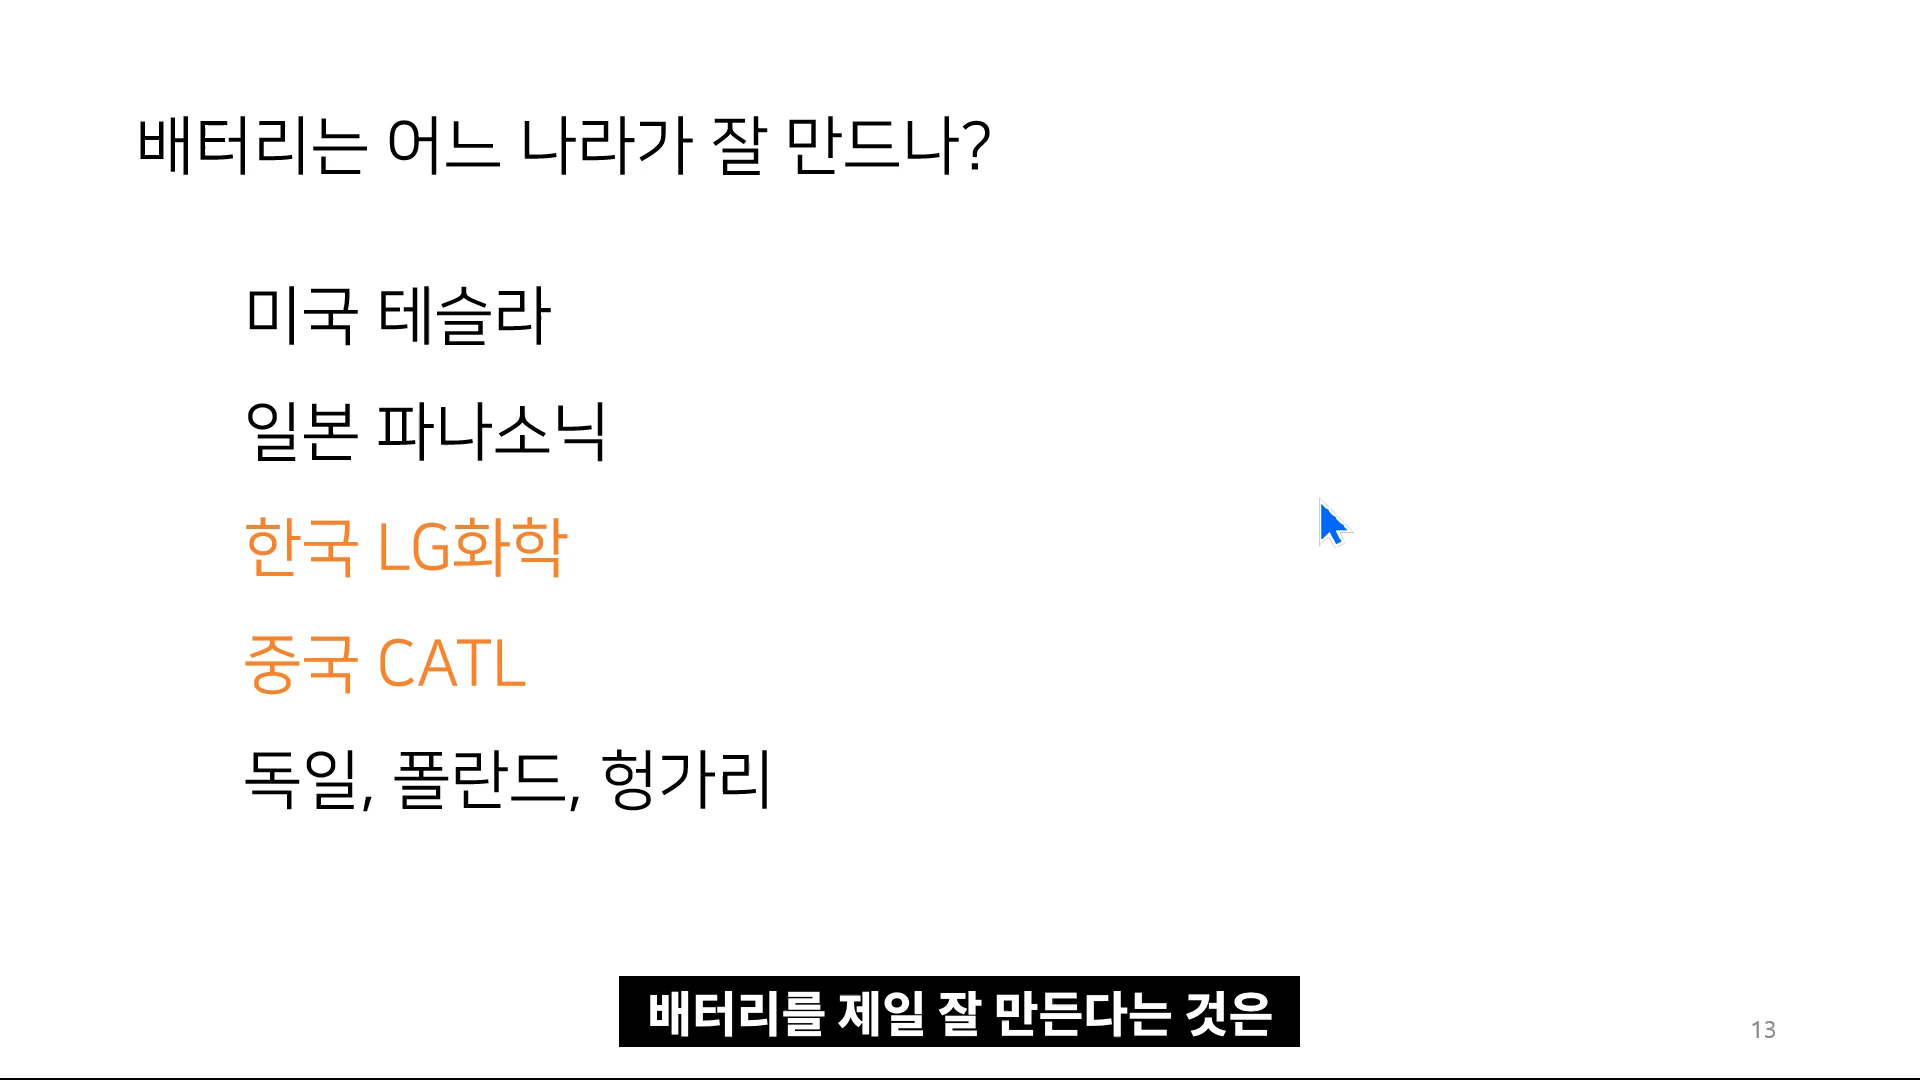 배터리는 어느 나라가 잘 만드나?
미국 테슬라
일본 파나소닉
한국 LG화학
중국 CATL
독일, 폴란드, 헝가리
배터리를 제일 잘 만든다는 것은
13